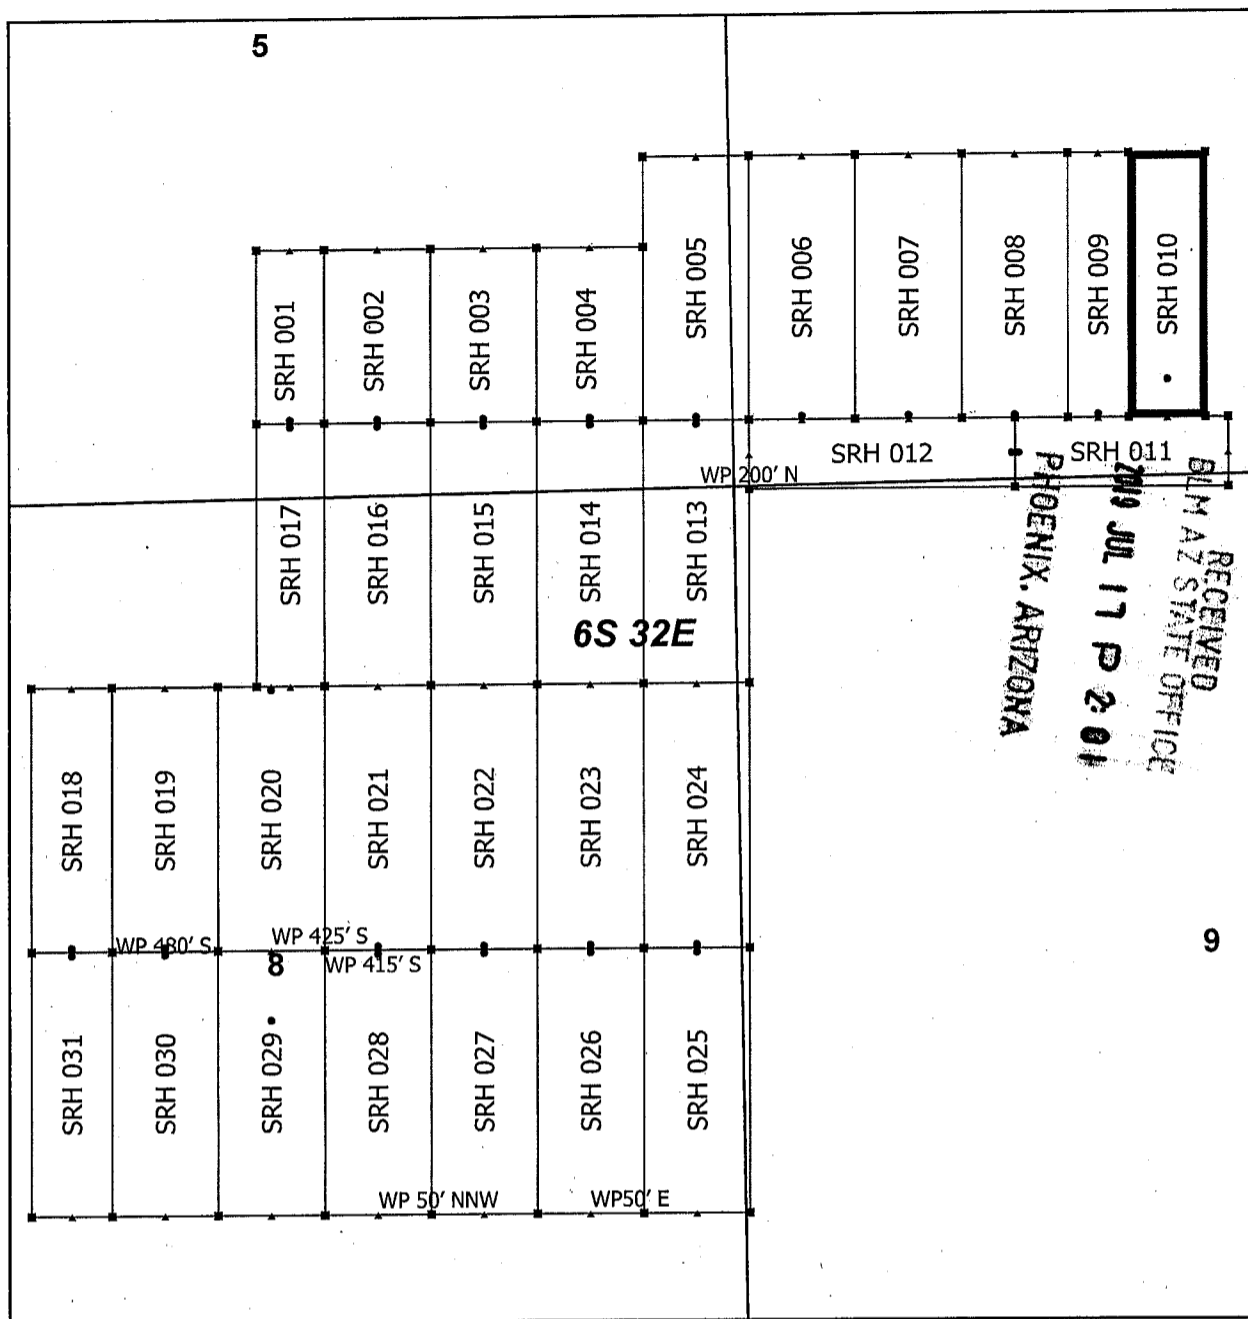 5
SRH 001
SRH 002
SRH 003
SRH 004
SRH 005
SRH 006
SRH 007
SRH 008
SRH 009
SRH 010
SRH 012
SRH 011
WP 200' N
SRH 017
SRH 016
SRH 015
SRH 014
SRH 013
6S 32E
RECEIVED
BLM AZ STATE OFFICE
2019 JUL 17 P 2:01
PHOENIX, ARIZONA
SRH 018
SRH 019
SRH 020
SRH 021
SRH 022
SRH 023
SRH 024
WP 480' S
WP 425' S
WP 415' S
8
9
SRH 031
SRH 030
SRH 029
SRH 028
SRH 027
SRH 026
SRH 025
WP 50' NNW
WP50' E